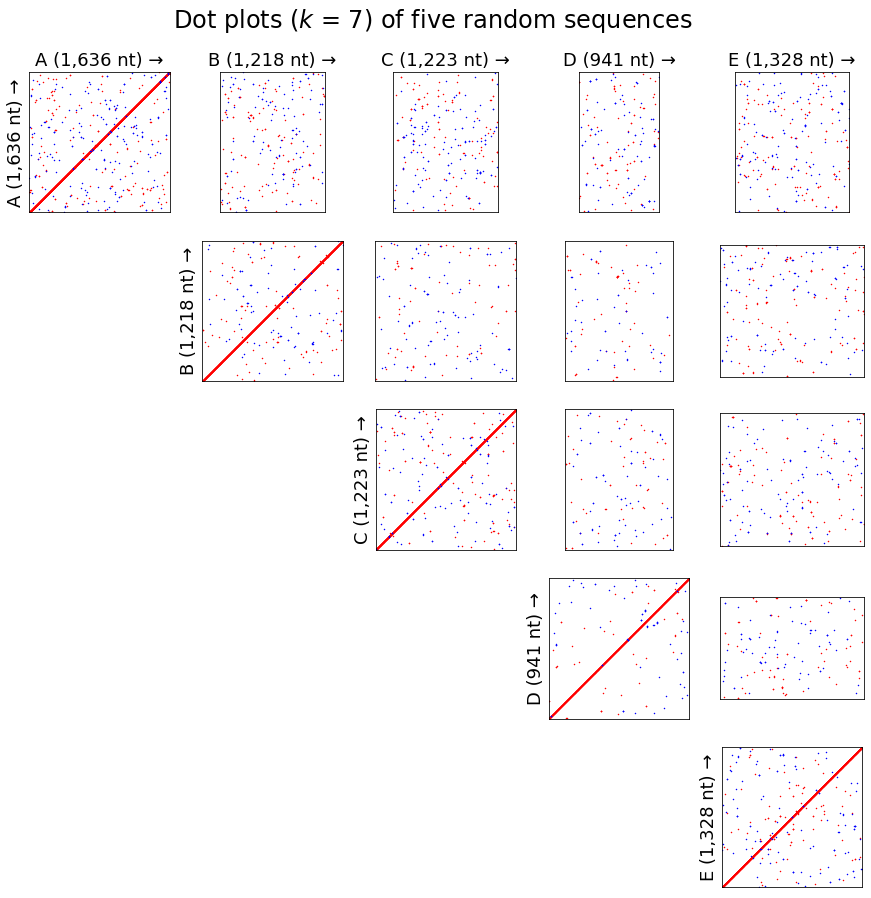 Dot plots (k = 7) of five random sequences
A (1,636 nt) →
B (1,218 nt) →
C (1,223 nt) →
D (941 nt) →
E (1,328 nt) →
A (1,636 nt) →
B (1,218 nt) →
C (1,223 nt) →
D (941 nt) →
E (1,328 nt) →